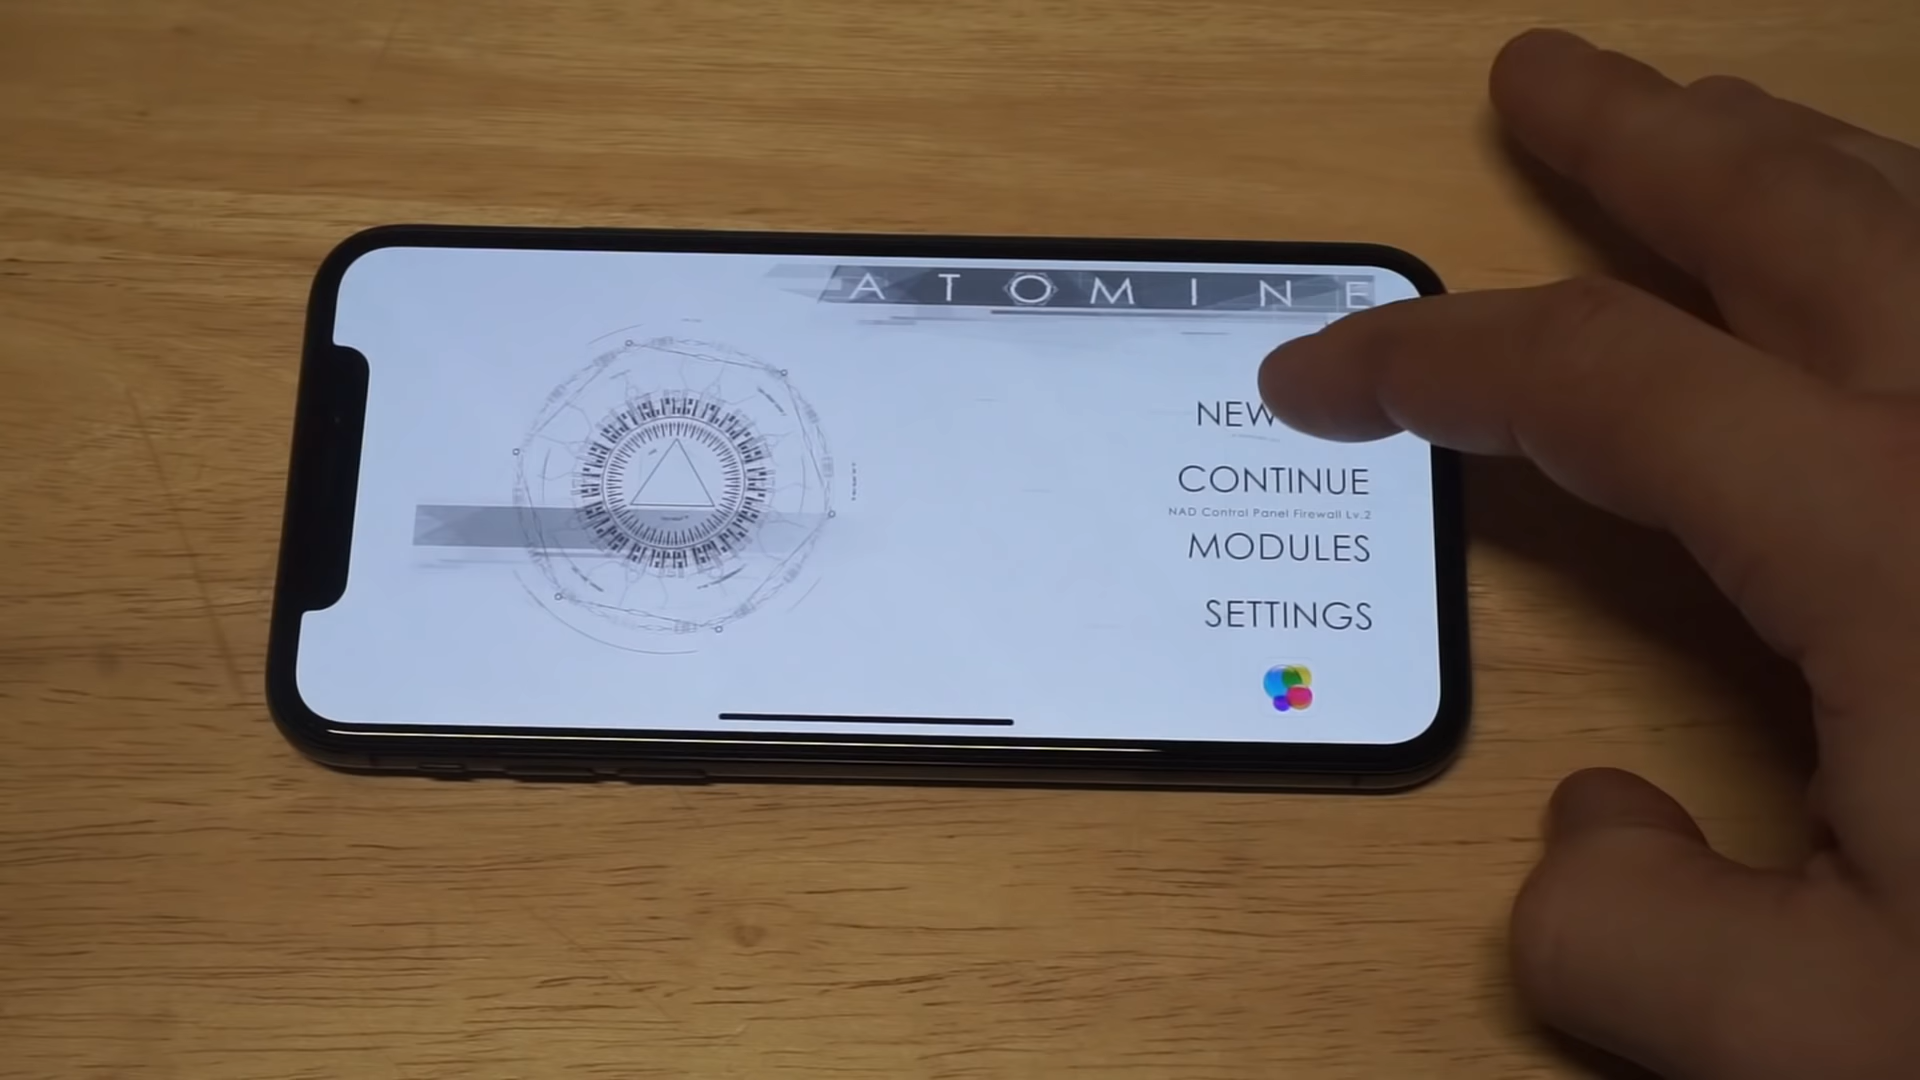 ATOMINE
NEW
CONTINUE
NAD Control Panel Firewall Lv.2
MODULES
SETTINGS